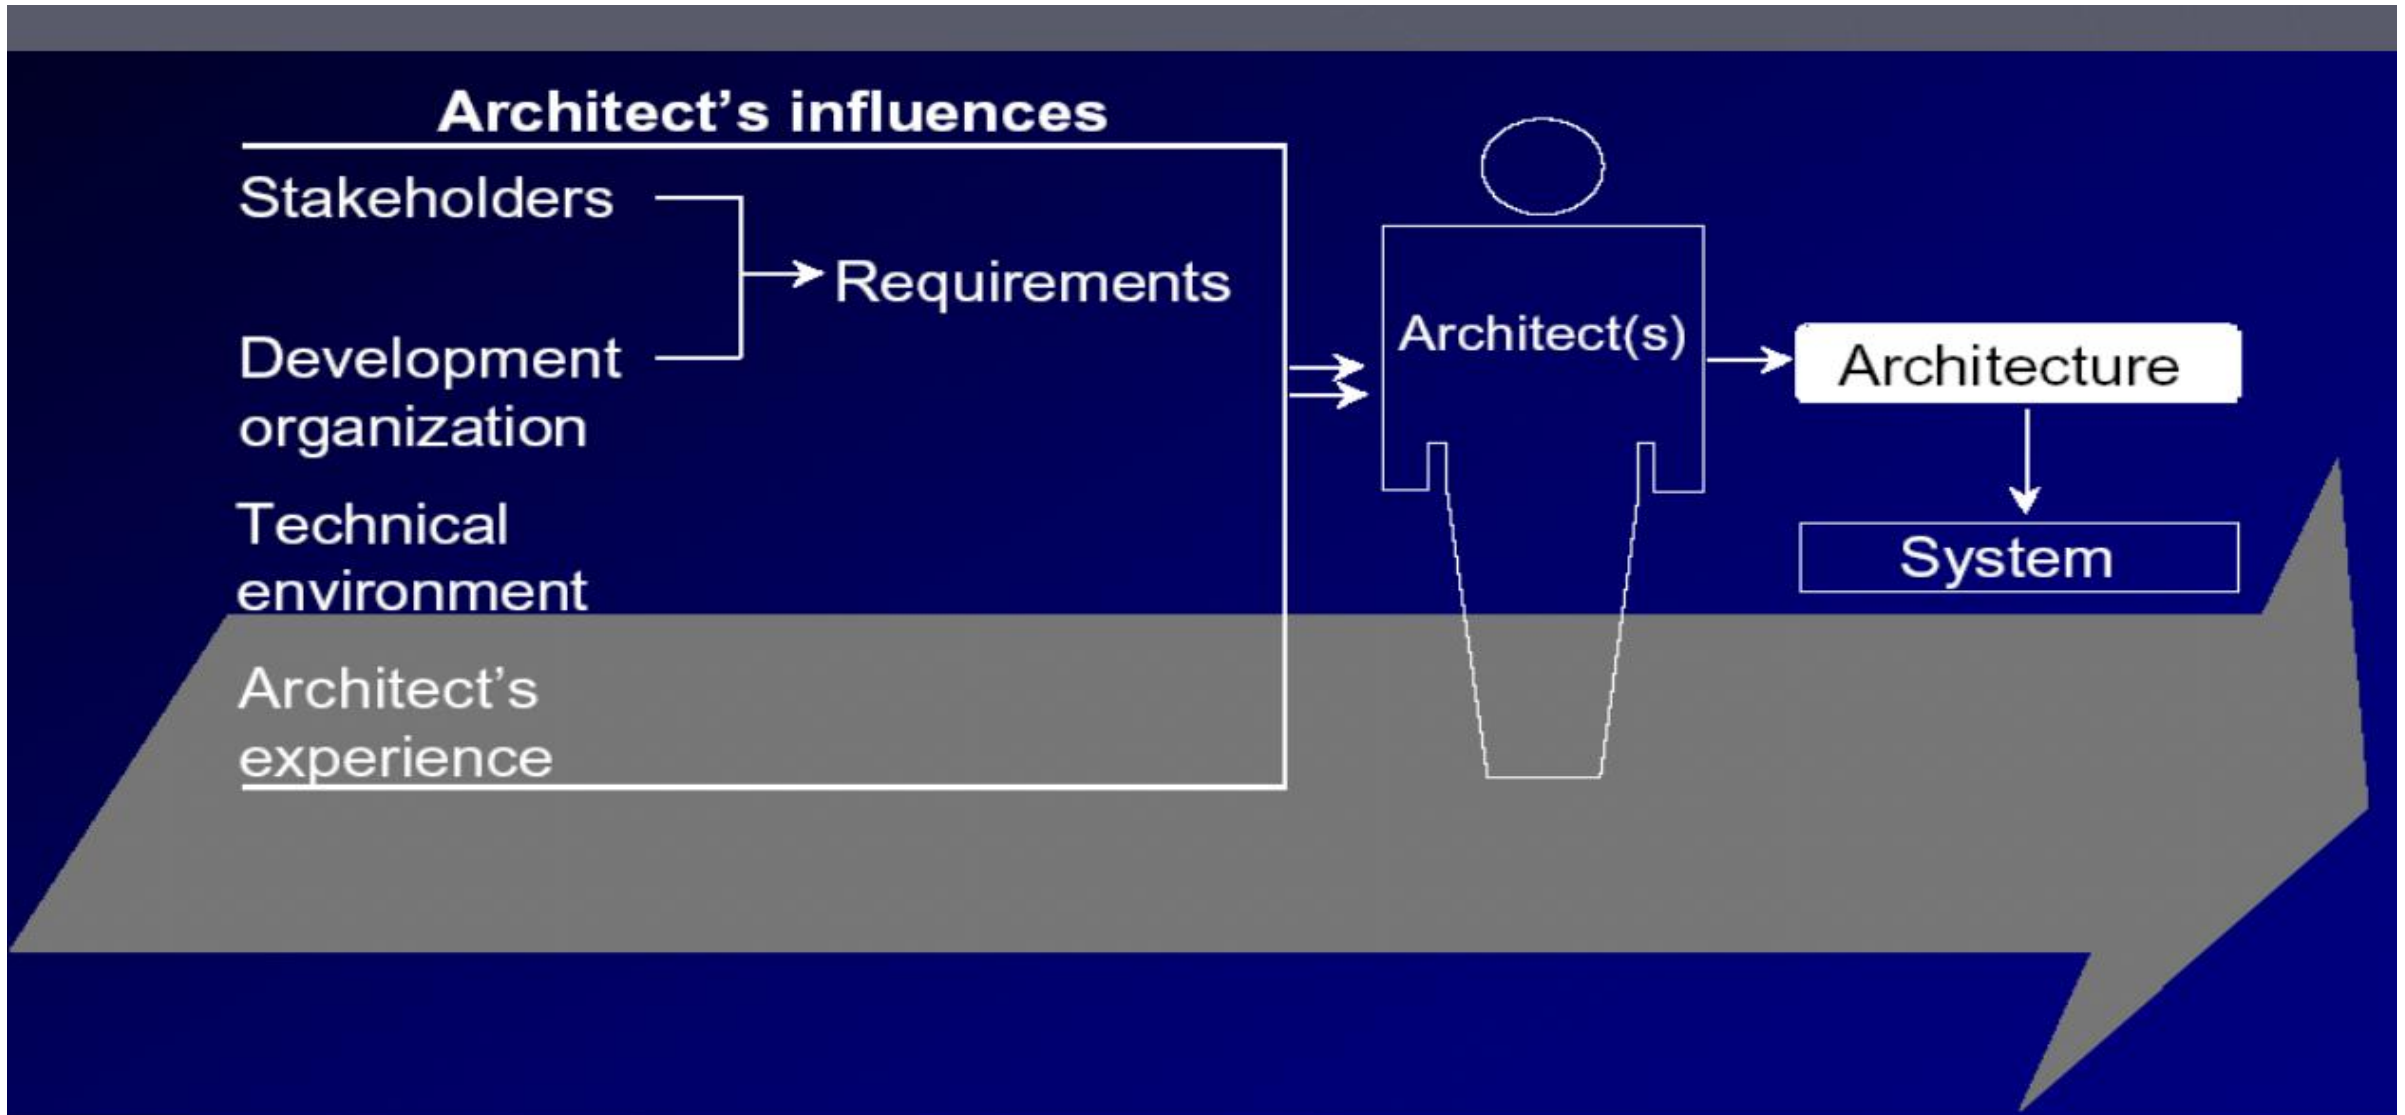 Architect’s influences
Stakeholders
Requirements
Development
organization
Technical
environment
Architect’s
experience
Architect(s)
Architecture
System